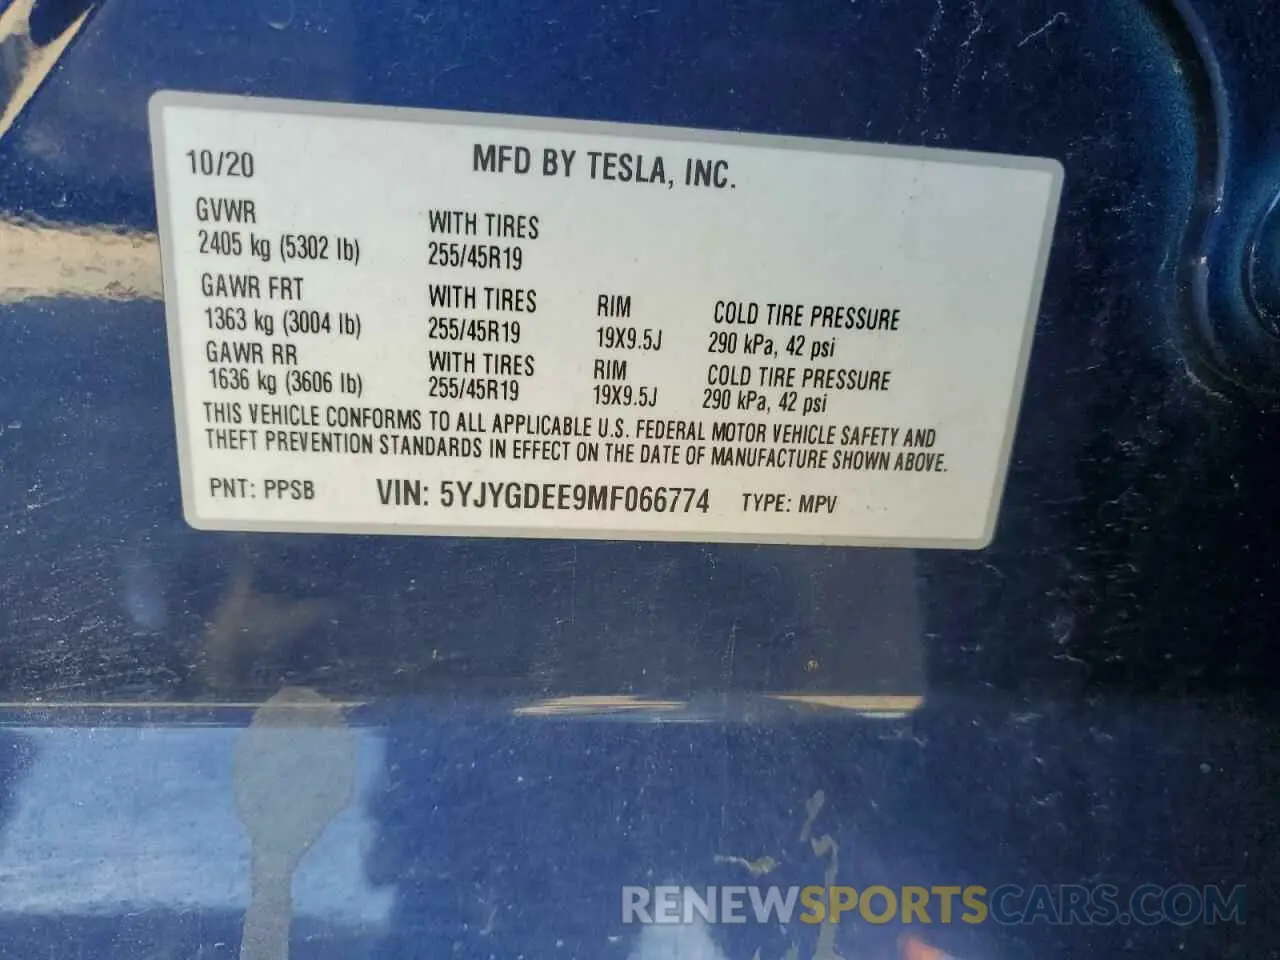 10/20 MFD BY TESLA, INC.
GVWR WITH TIRES
2405 kg (5302 lb) 255/45R19
GAWR FRT WITH TIRES RIM COLD TIRE PRESSURE
1363 kg (3004 lb) 255/45R19 19X9.5J 290 kPa, 42 psi
GAWR RR WITH TIRES RIM COLD TIRE PRESSURE
1636 kg (3606 lb) 255/45R19 19X9.5J 290 kPa, 42 psi
THIS VEHICLE CONFORMS TO ALL APPLICABLE U.S. FEDERAL MOTOR VEHICLE SAFETY AND
THEFT PREVENTION STANDARDS IN EFFECT ON THE DATE OF MANUFACTURE SHOWN ABOVE.
PNT: PPSB VIN: 5YJYGDEE9MF066774 TYPE: MPV
RENEWSPORTSCARS.COM